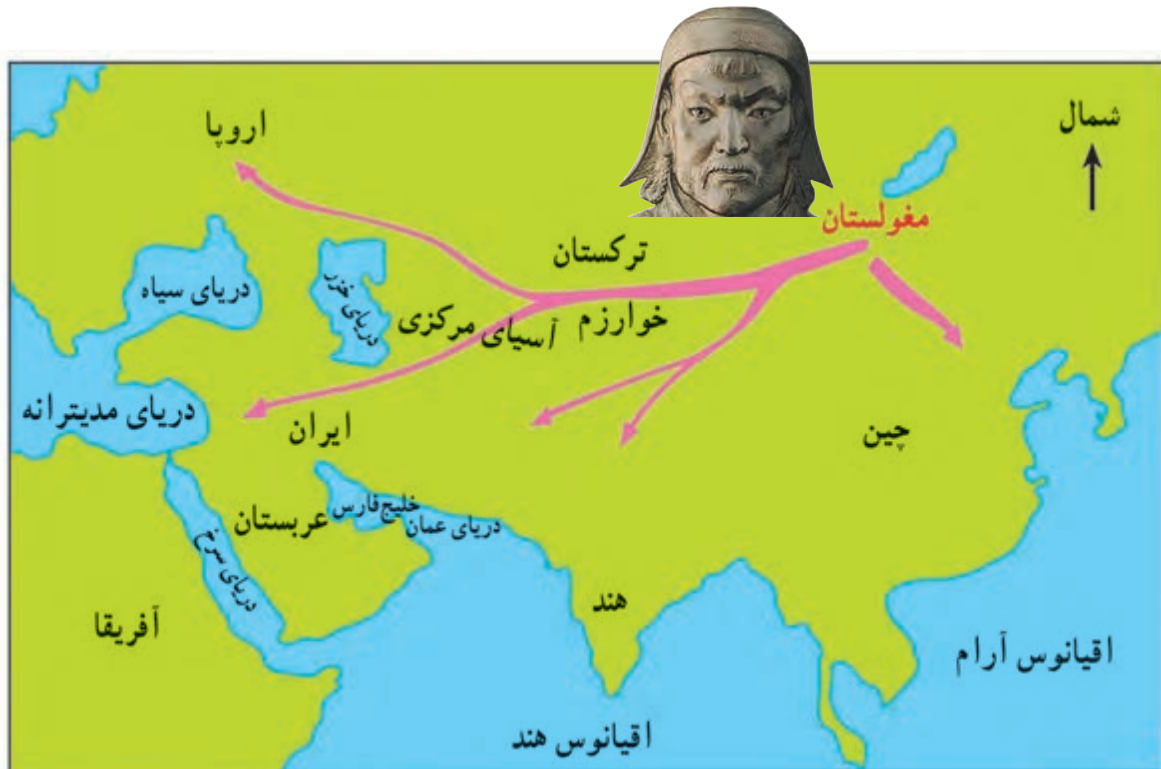 شمال
اروپا
مغولستان
ترکستان
دریای سیاه
دریای خزر
خوارزم
آسیای مرکزی
دریای مدیترانه
ایران
چین
خلیج فارس
دریای عمان
عربستان
دریای سرخ
هند
آفریقا
اقیانوس آرام
اقیانوس هند